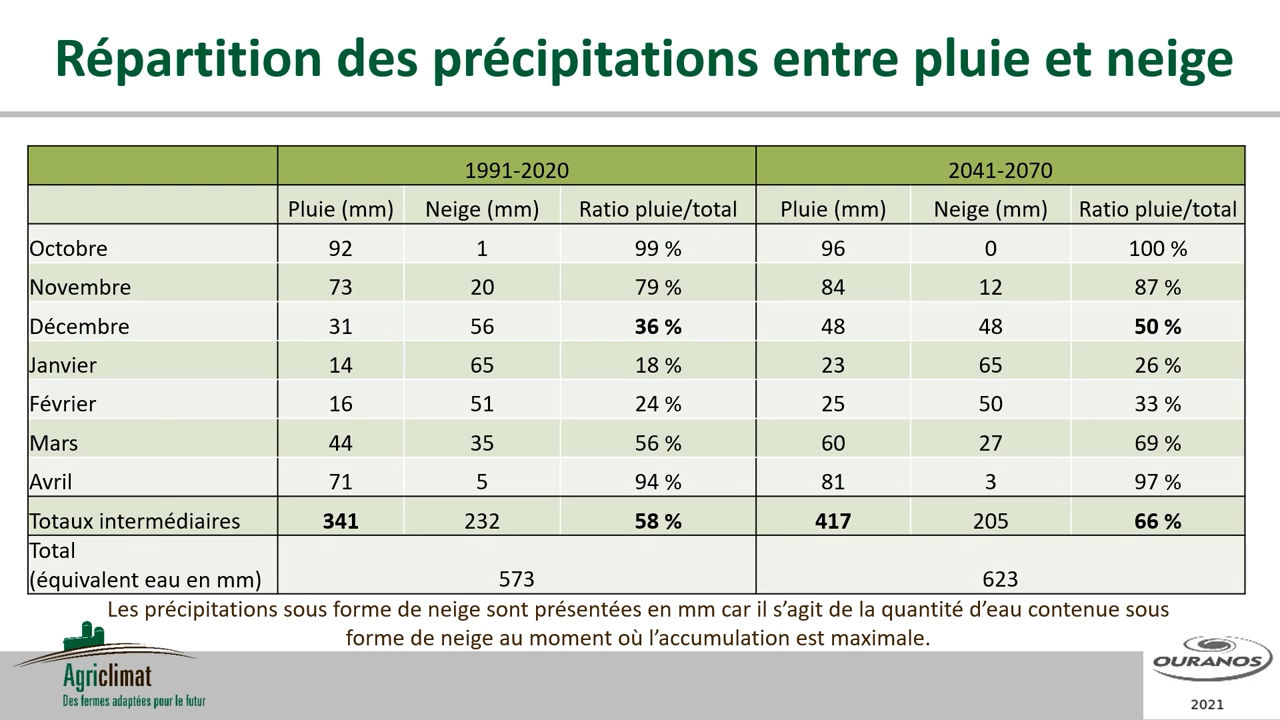 Répartition des précipitations entre pluie et neige
1991-2020 2041-2070
Pluie (mm) Neige (mm) Ratio pluie/total Pluie (mm) Neige (mm) Ratio pluie/total
Octobre 92 1 99 % 96 0 100 %
Novembre 73 20 79 % 84 12 87 %
Décembre 31 56 36 % 48 48 50 %
Janvier 14 65 18 % 23 65 26 %
Février 16 51 24 % 25 50 33 %
Mars 44 35 56 % 60 27 69 %
Avril 71 5 94 % 81 3 97 %
Totaux intermédiaires 341 232 58 % 417 205 66 %
Total
(équivalent eau en mm) 573 623
Les précipitations sous forme de neige sont présentées en mm car il s’agit de la quantité d’eau contenue sous
forme de neige au moment où l’accumulation est maximale.
Agriclimat
Des fermes adaptées pour le futur
OURANOS
2021